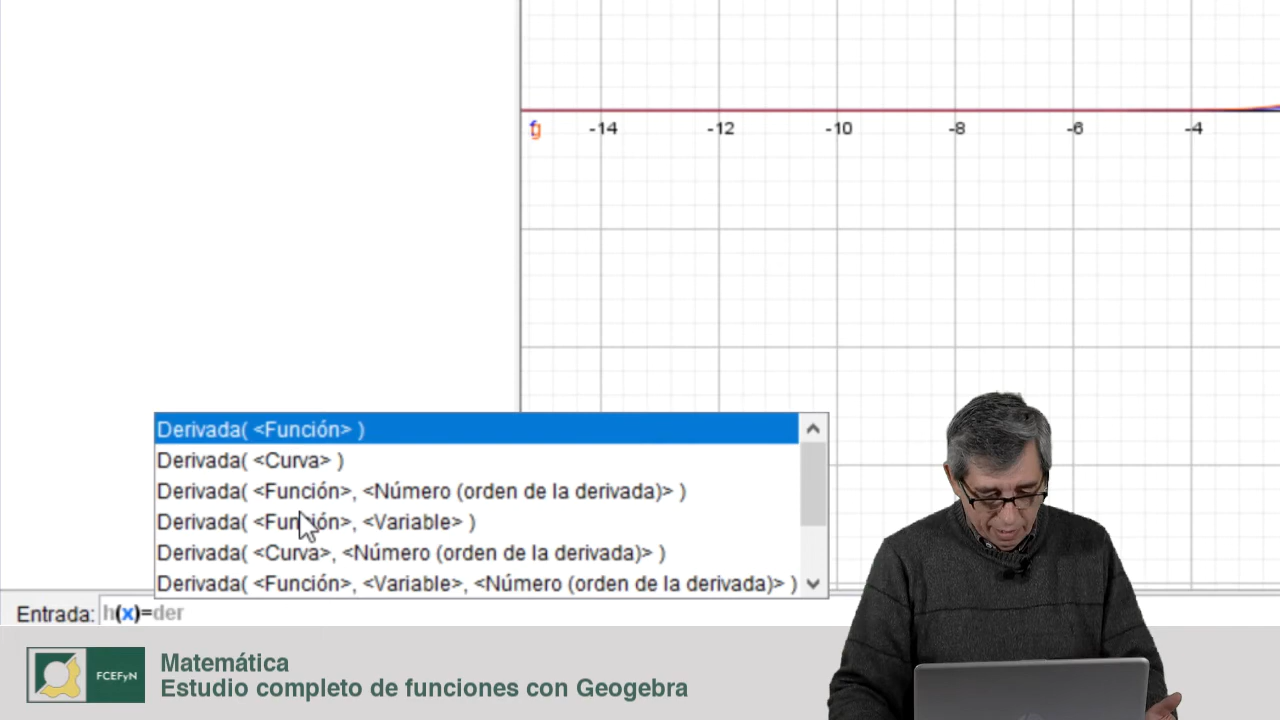 fg
-14 -12 -10 -8 -6 -4
Derivada( <Función> )
Derivada( <Curva> )
Derivada( <Función>, <Número (orden de la derivada)> )
Derivada( <Función>, <Variable> )
Derivada( <Curva>, <Número (orden de la derivada)> )
Derivada( <Función>, <Variable>, <Número (orden de la derivada)> )
Entrada: h(x)=der
FCEFyN
Matemática
Estudio completo de funciones con Geogebra